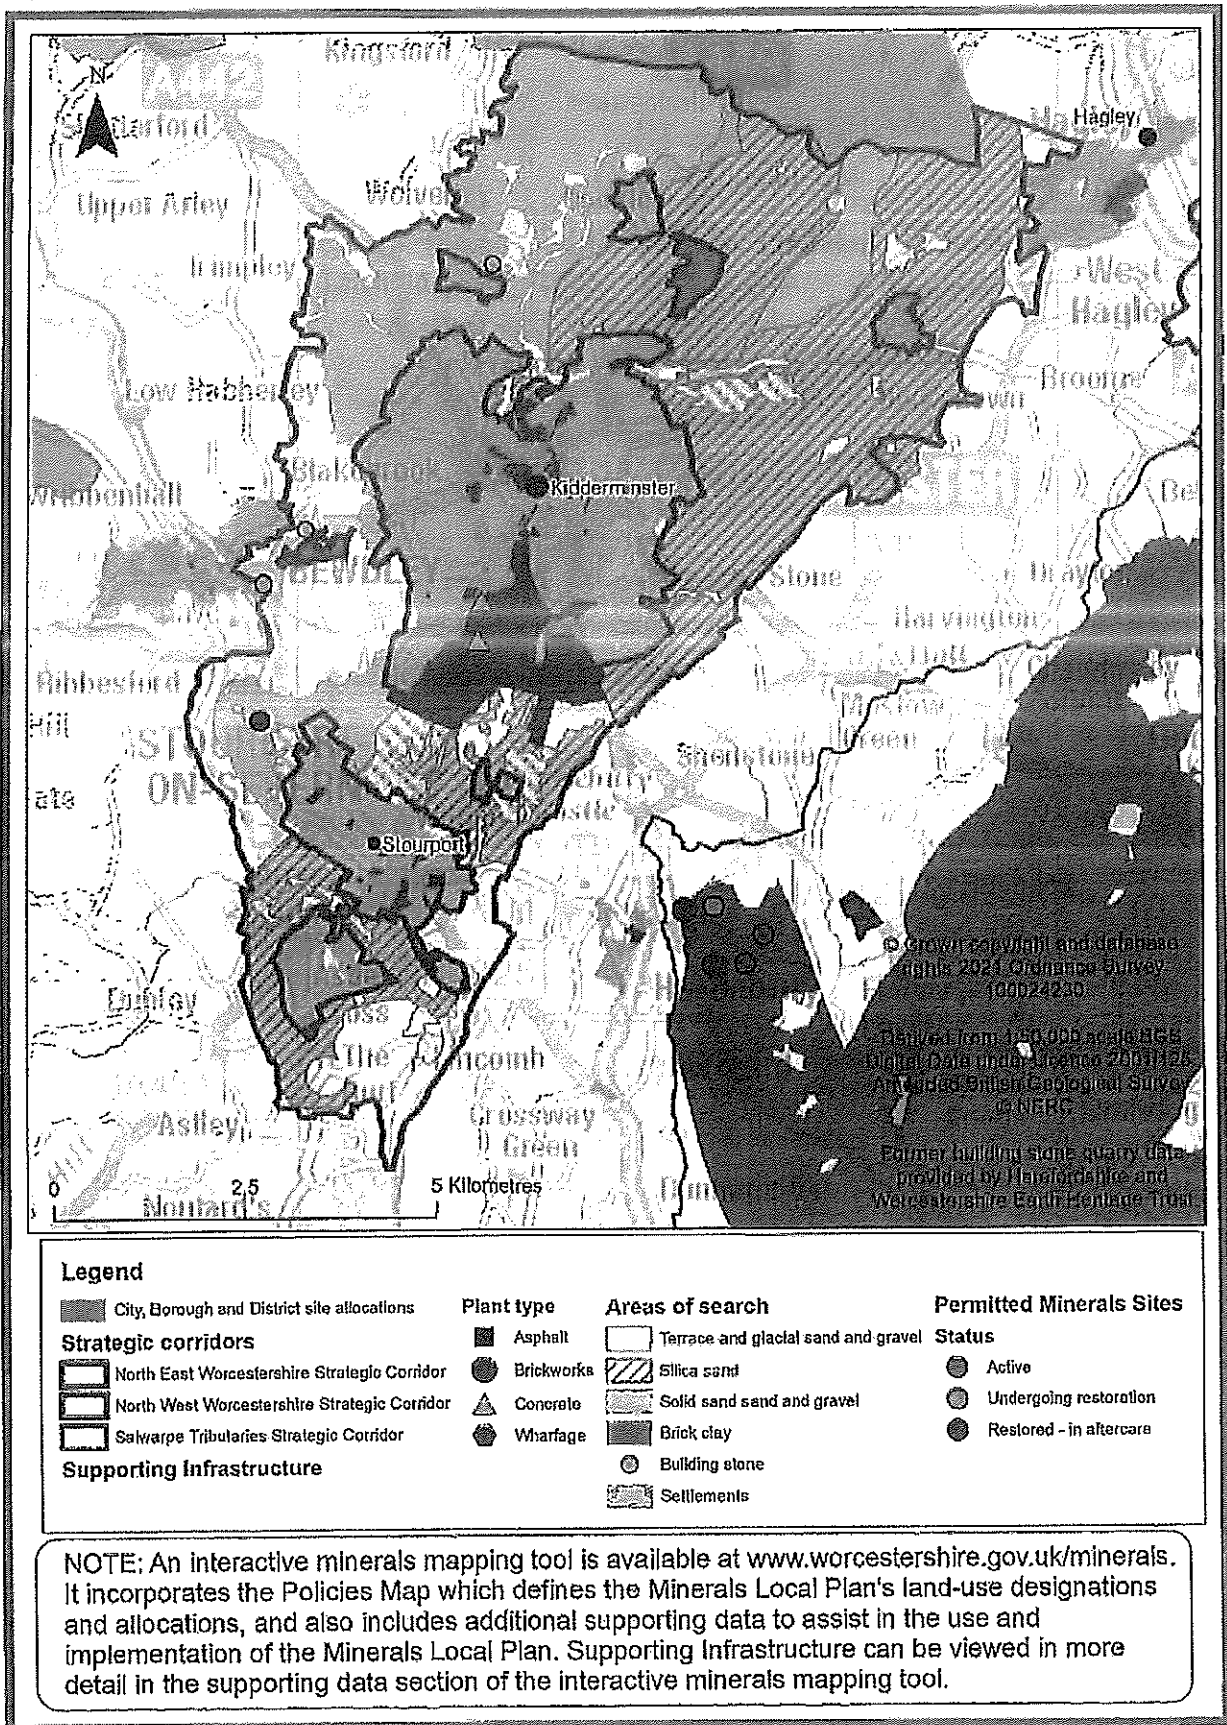 Kingsford
A442
N
Hagley
Upper Arley
West
Hagley
Low Habberley
Blakebrook
Kidderminster
Stone
Harvington
Ribbesford
Hill
Shenstone
Green
Stourport
© Crown copyright and database
rights 2021 Ordnance Survey
100024230
the
Astley
Crossway
Green
Former building stone quarry data
provided by Herefordshire and
Worcestershire Earth Heritage Trust
0 2.5 5 Kilometres
Noutard's
Legend
City, Borough and District site allocations
Strategic corridors
North East Worcestershire Strategic Corridor
North West Worcestershire Strategic Corridor
Salwarpe Tributaries Strategic Corridor
Supporting Infrastructure
Plant type
Asphalt
Brickworks
Concrete
Wharfage
Areas of search
Terrace and glacial sand and gravel
Silica sand
Solid sand sand and gravel
Brick clay
Building stone
Settlements
Permitted Minerals Sites
Status
Active
Undergoing restoration
Restored - in aftercare
NOTE: An interactive minerals mapping tool is available at www.worcestershire.gov.uk/minerals.
It incorporates the Policies Map which defines the Minerals Local Plan's land-use designations
and allocations, and also includes additional supporting data to assist in the use and
implementation of the Minerals Local Plan. Supporting Infrastructure can be viewed in more
detail in the supporting data section of the interactive minerals mapping tool.